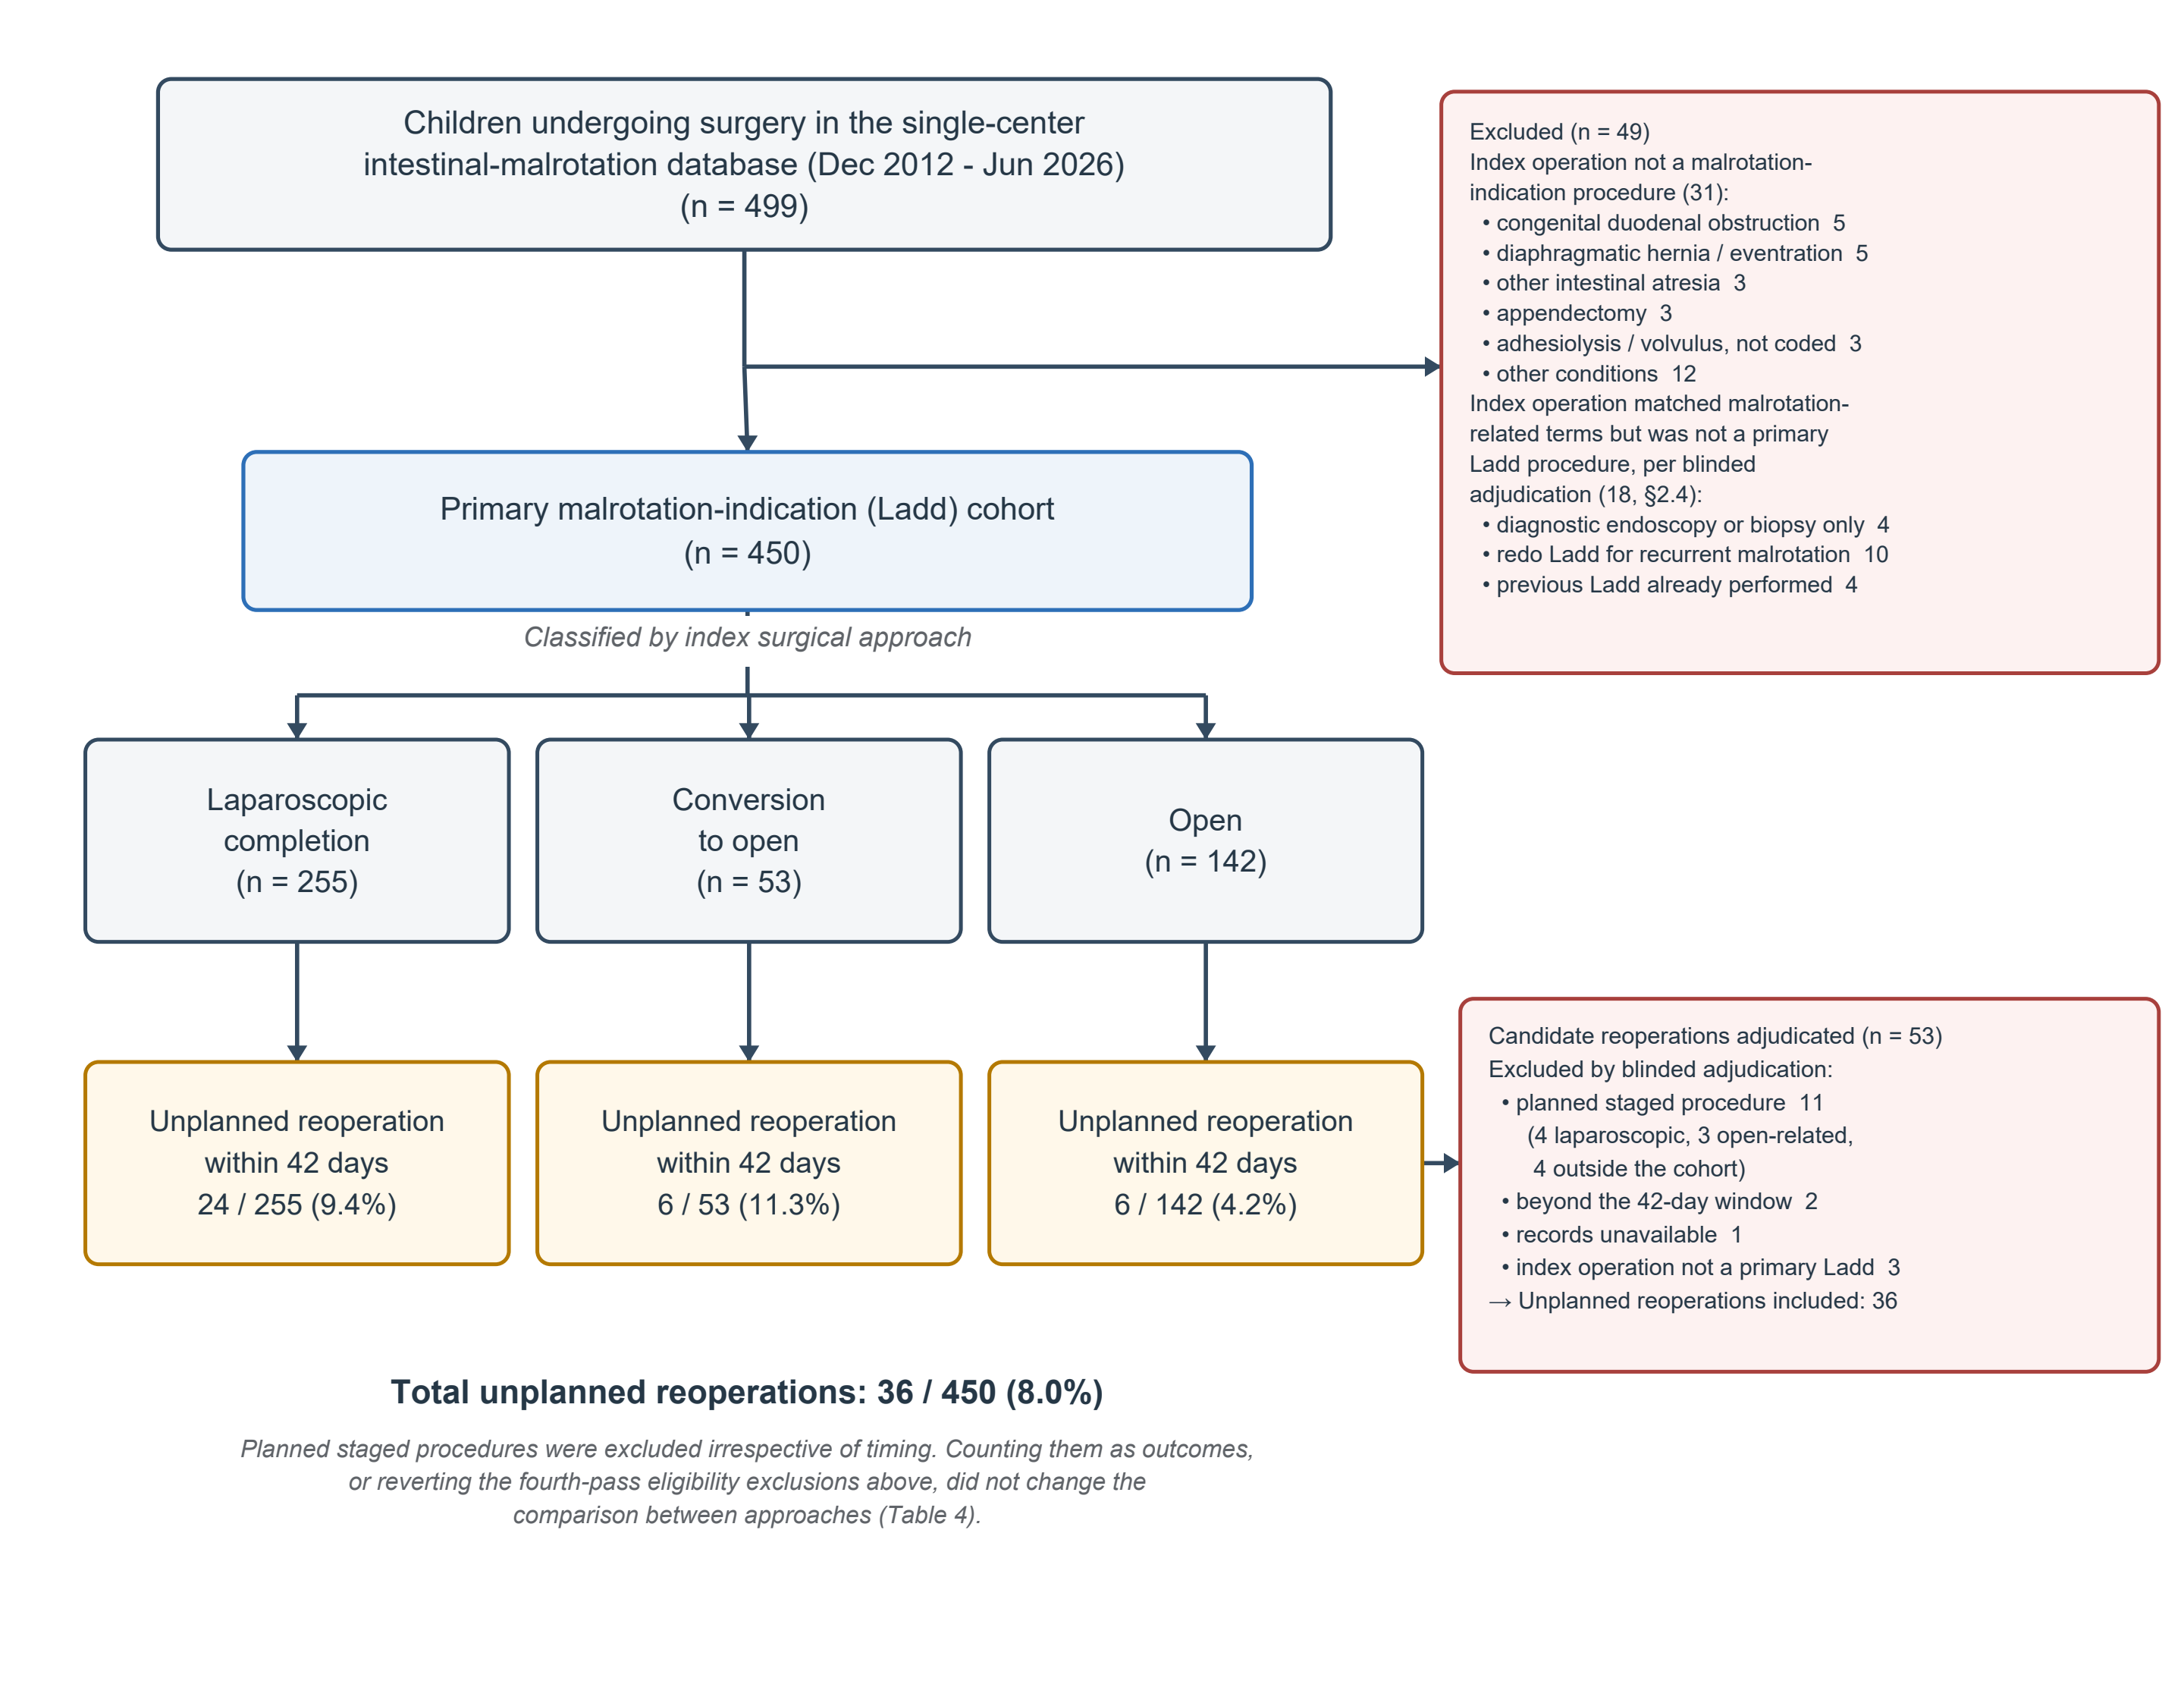 Children undergoing surgery in the single-center
intestinal-malrotation database (Dec 2012 - Jun 2026)
(n = 499)
Excluded (n = 49)
Index operation not a malrotation-
indication procedure (31):
• congenital duodenal obstruction 5
• diaphragmatic hernia / eventration 5
• other intestinal atresia 3
• appendectomy 3
• adhesiolysis / volvulus, not coded 3
• other conditions 12
Index operation matched malrotation-
related terms but was not a primary
Ladd procedure, per blinded
adjudication (18, §2.4):
• diagnostic endoscopy or biopsy only 4
• redo Ladd for recurrent malrotation 10
• previous Ladd already performed 4
Primary malrotation-indication (Ladd) cohort
(n = 450)
Classified by index surgical approach
Laparoscopic
completion
(n = 255)
Conversion
to open
(n = 53)
Open
(n = 142)
Unplanned reoperation
within 42 days
24 / 255 (9.4%)
Unplanned reoperation
within 42 days
6 / 53 (11.3%)
Unplanned reoperation
within 42 days
6 / 142 (4.2%)
Candidate reoperations adjudicated (n = 53)
Excluded by blinded adjudication:
• planned staged procedure 11
(4 laparoscopic, 3 open-related,
4 outside the cohort)
• beyond the 42-day window 2
• records unavailable 1
• index operation not a primary Ladd 3
→ Unplanned reoperations included: 36
Total unplanned reoperations: 36 / 450 (8.0%)
Planned staged procedures were excluded irrespective of timing. Counting them as outcomes,
or reverting the fourth-pass eligibility exclusions above, did not change the
comparison between approaches (Table 4).